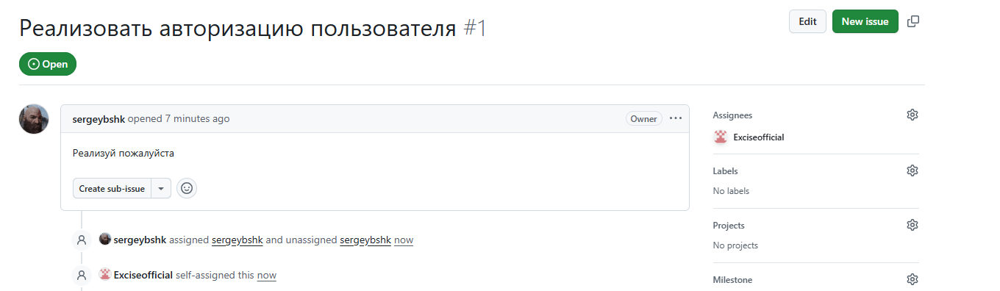 Реализовать авторизацию пользователя #1
Edit
New issue
Open
sergeybshk opened 7 minutes ago
Owner
Реализуй пожалуйста
Create sub-issue
sergeybshk assigned sergeybshk and unassigned sergeybshk now
Exciseofficial self-assigned this now
Assignees
Exciseofficial
Labels
No labels
Projects
No projects
Milestone